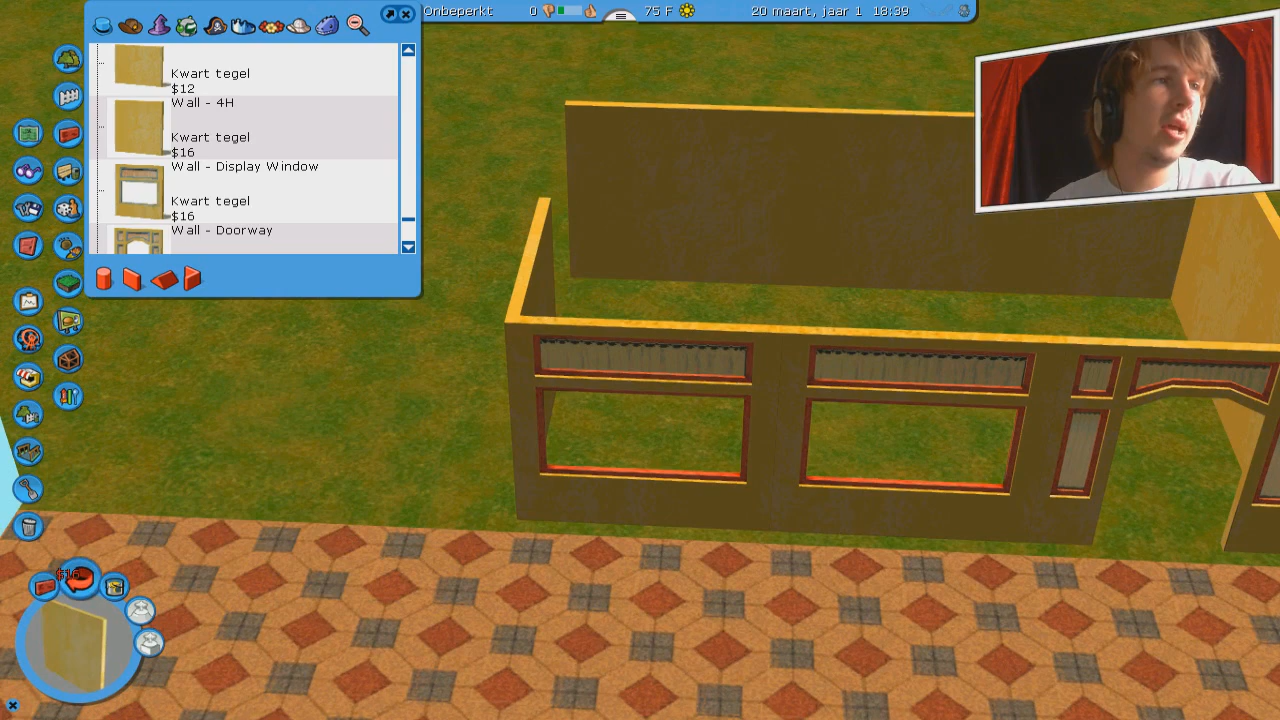 Onbeperkt 0 75 F 20 maart, jaar 1 18:39
Kwart tegel
$12
Wall - 4H
Kwart tegel
$16
Wall - Display Window
Kwart tegel
$16
Wall - Doorway
$16